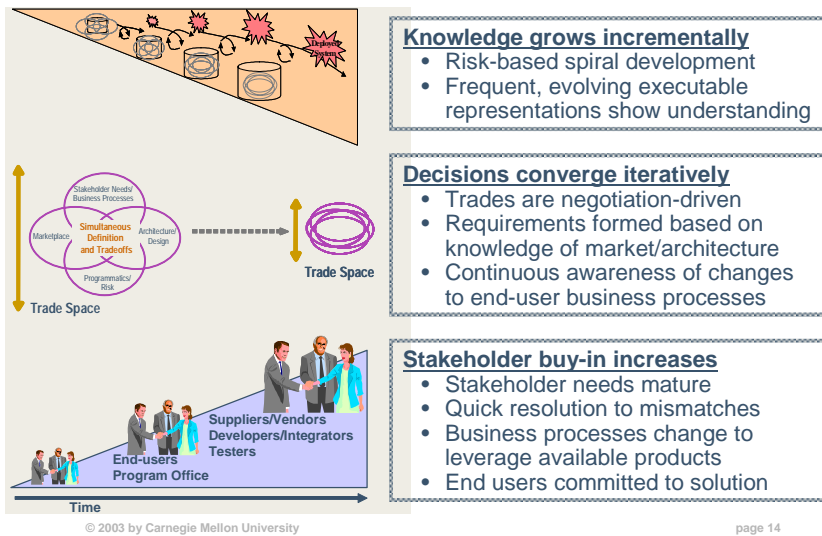 Deployed
System
Knowledge grows incrementally
• Risk-based spiral development
• Frequent, evolving executable
representations show understanding
Stakeholder Needs/
Business Processes
Marketplace
Simultaneous
Definition
and Tradeoffs
Architecture/
Design
Programmatics/
Risk
Trade Space
Trade Space
Decisions converge iteratively
• Trades are negotiation-driven
• Requirements formed based on
knowledge of market/architecture
• Continuous awareness of changes
to end-user business processes
Suppliers/Vendors
Developers/Integrators
Testers
End-users
Program Office
Time
Stakeholder buy-in increases
• Stakeholder needs mature
• Quick resolution to mismatches
• Business processes change to
leverage available products
• End users committed to solution
© 2003 by Carnegie Mellon University
page 14